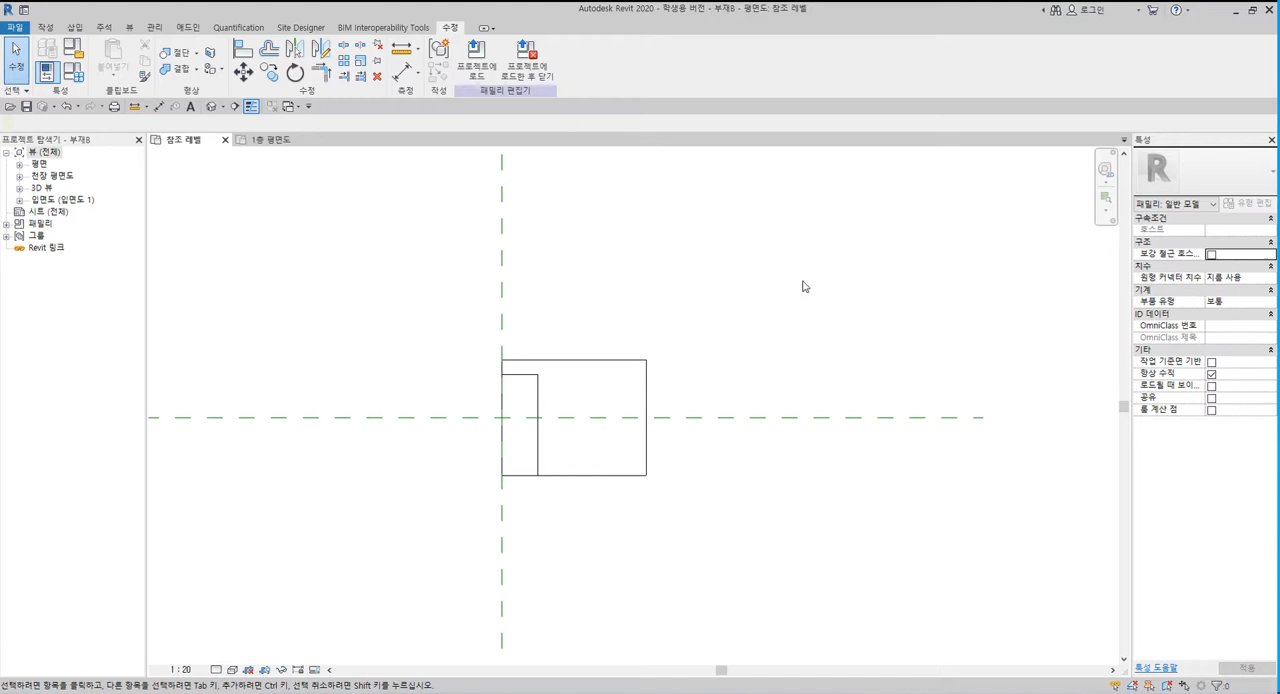 Autodesk Revit 2020 - 학생용 버전 - 부재B - 평면도: 참조 레벨
로그인
파일 작성 삽입 주석 뷰 관리 애드인 Quantification Site Designer BIM Interoperability Tools 수정
수정
붙여넣기
절단
결합
프로젝트에 로드
프로젝트에 로드한 후 닫기
선택 특성 클립보드 형상 수정 측정 작성 패밀리 편집기
프로젝트 탐색기 - 부재B
참조 레벨
1층 평면도
특성
뷰 (전체)
평면
천장 평면도
3D 뷰
입면도 (입면도 1)
시트 (전체)
패밀리
그룹
Revit 링크
R
패밀리: 일반 모델
유형 편집
구속조건
호스트
구조
보강 철근 호스...
치수
원형 커넥터 치수 지름 사용
기계
부품 유형 보통
ID 데이터
OmniClass 번호
OmniClass 제목
기타
작업 기준면 기반
항상 수직
로드될 때 보이...
공유
룸 계산 점
특성 도움말
적용
1 : 20
선택하려면 항목을 클릭하고, 다른 항목을 선택하려면 Tab 키, 추가하려면 Ctrl 키, 선택 취소하려면 Shift 키를 누르십시오.
:0